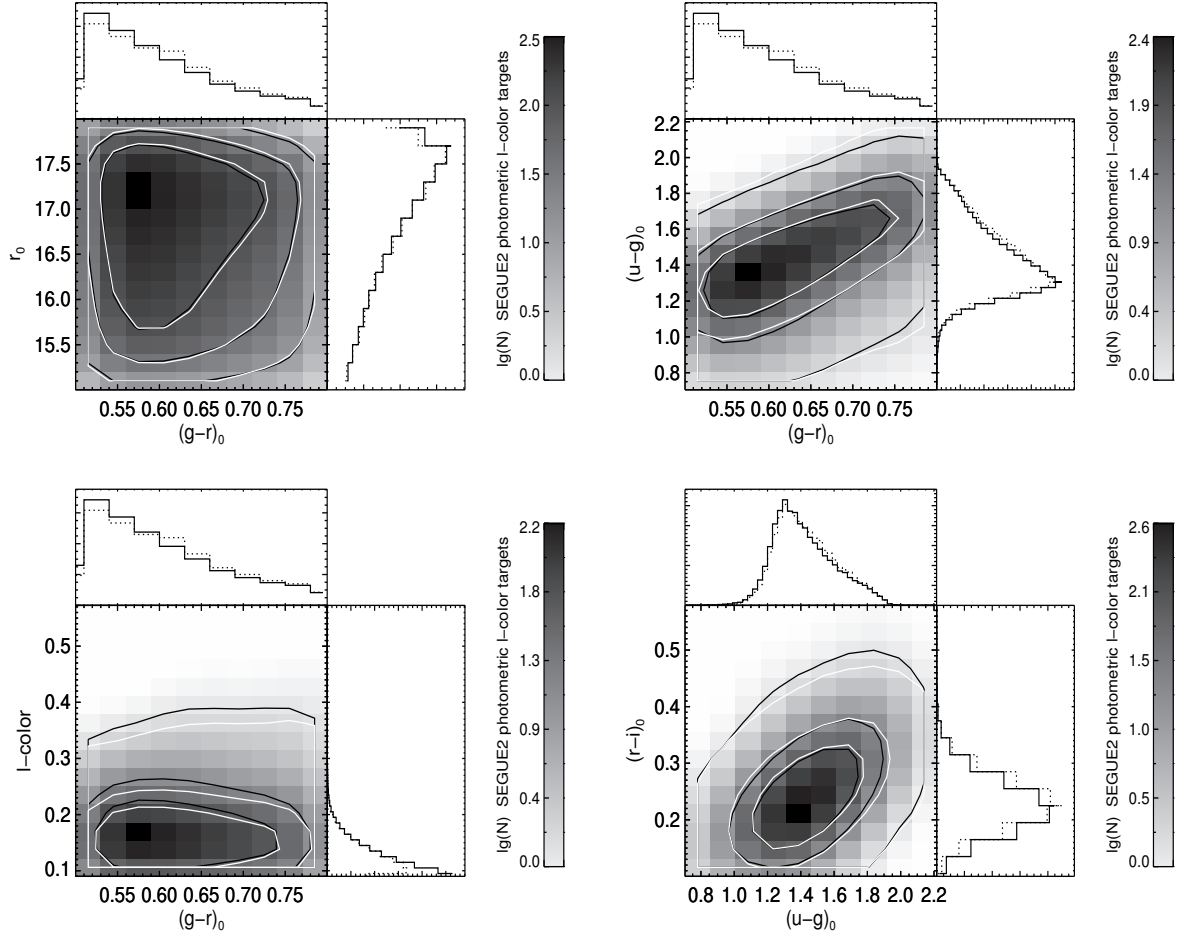 17.5
17.0
16.5
16.0
15.5
r0
0.55 0.60 0.65 0.70 0.75
(g−r)0
2.5
2.0
1.5
1.0
0.5
0.0
lg(N) SEGUE2 photometric l-color targets
2.2
2.0
1.8
1.6
1.4
1.2
1.0
0.8
(u−g)0
0.55 0.60 0.65 0.70 0.75
(g−r)0
2.4
1.9
1.4
0.9
0.4
0.0
lg(N) SEGUE2 photometric l-color targets
0.5
0.4
0.3
0.2
0.1
l−color
0.55 0.60 0.65 0.70 0.75
(g−r)0
2.2
1.8
1.3
0.9
0.4
0.0
lg(N) SEGUE2 photometric l-color targets
0.5
0.4
0.3
0.2
(r−i)0
0.8 1.0 1.2 1.4 1.6 1.8 2.0 2.2
(u−g)0
2.6
2.1
1.5
1.0
0.5
0.0
lg(N) SEGUE2 photometric l-color targets